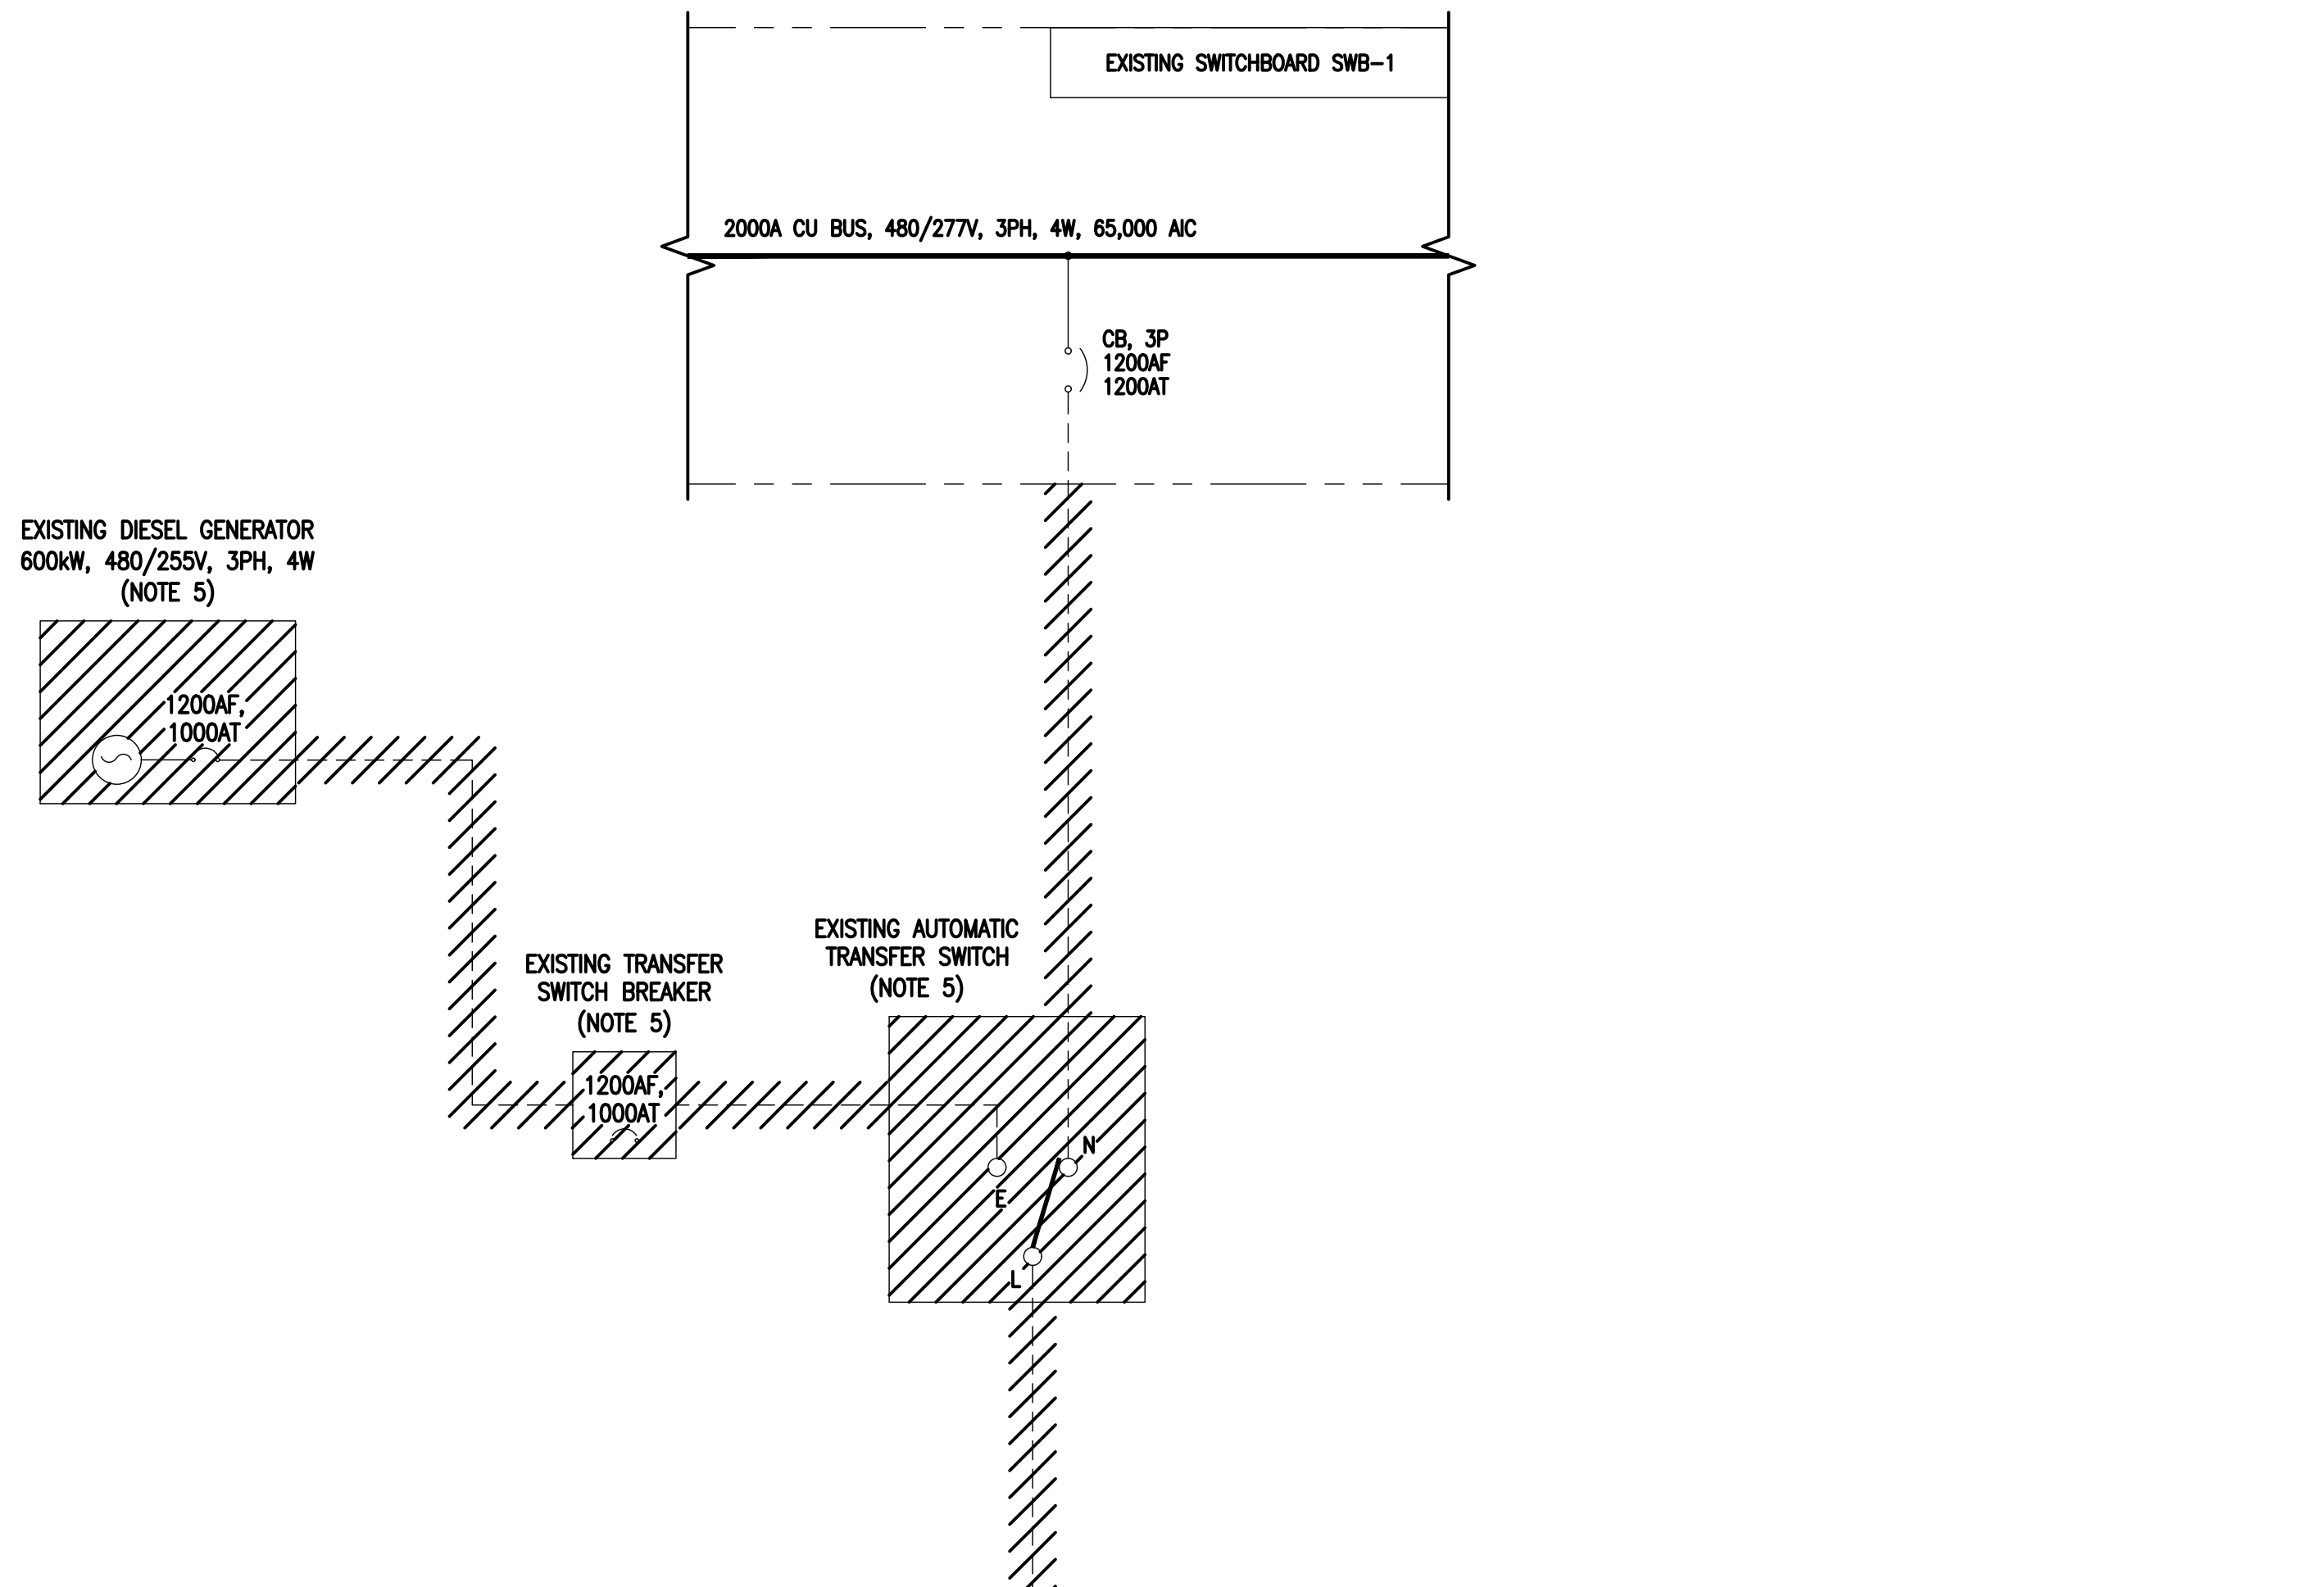 EXISTING SWITCHBOARD SWB-1
2000A CU BUS, 480/277V, 3PH, 4W, 65,000 AIC
CB, 3P
1200AF
1200AT
EXISTING DIESEL GENERATOR
600kW, 480/255V, 3PH, 4W
(NOTE 5)
1200AF,
1000AT
EXISTING TRANSFER
SWITCH BREAKER
(NOTE 5)
1200AF,
1000AT
EXISTING AUTOMATIC
TRANSFER SWITCH
(NOTE 5)
N
E
L